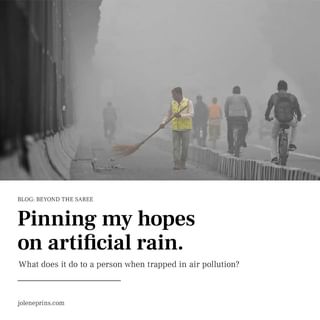 BLOG: BEYOND THE SAREE
Pinning my hopes
on artificial rain.
What does it do to a person when trapped in air pollution?
joleneprins.com